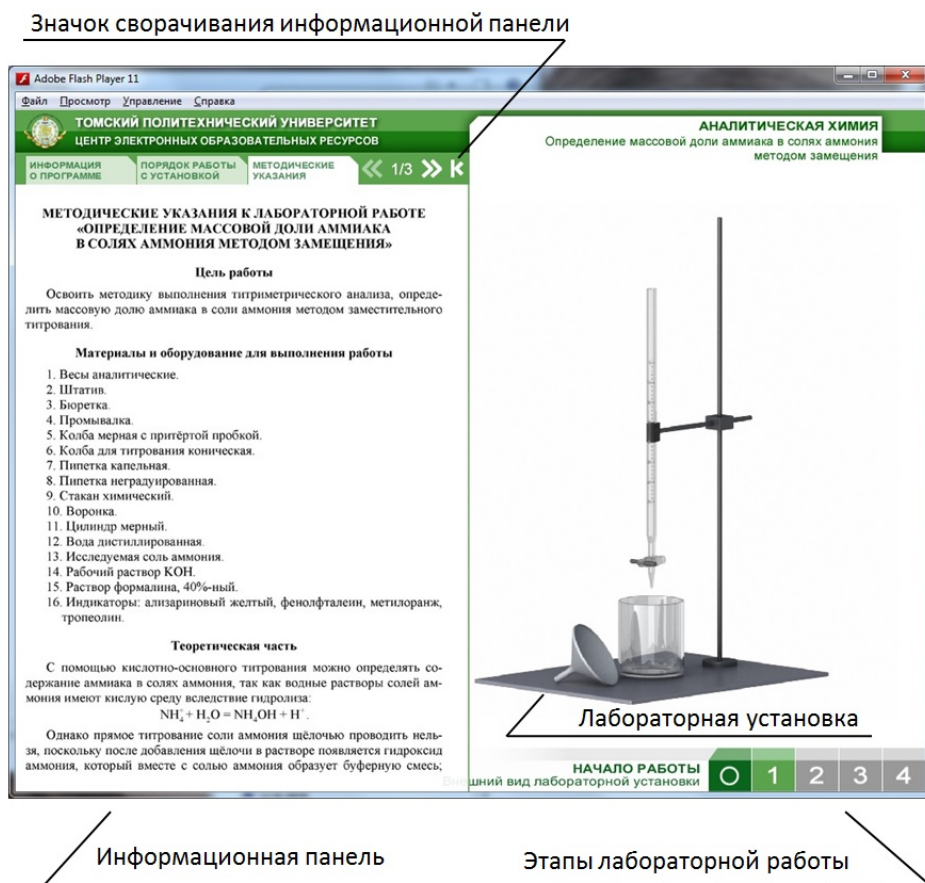 Значок сворачивания информационной панели
Adobe Flash Player 11
Файл Просмотр Управление Справка
ТОМСКИЙ ПОЛИТЕХНИЧЕСКИЙ УНИВЕРСИТЕТ
ЦЕНТР ЭЛЕКТРОННЫХ ОБРАЗОВАТЕЛЬНЫХ РЕСУРСОВ
ИНФОРМАЦИЯ
О ПРОГРАММЕ
ПОРЯДОК РАБОТЫ
С УСТАНОВКОЙ
МЕТОДИЧЕСКИЕ
УКАЗАНИЯ
1/3
АНАЛИТИЧЕСКАЯ ХИМИЯ
Определение массовой доли аммиака в солях аммония
методом замещения
МЕТОДИЧЕСКИЕ УКАЗАНИЯ К ЛАБОРАТОРНОЙ РАБОТЕ
«ОПРЕДЕЛЕНИЕ МАССОВОЙ ДОЛИ АММИАКА
В СОЛЯХ АММОНИЯ МЕТОДОМ ЗАМЕЩЕНИЯ»
Цель работы
Освоить методику выполнения титриметрического анализа, опреде-
лить массовую долю аммиака в соли аммония методом заместительного
титрования.
Материалы и оборудование для выполнения работы
1. Весы аналитические.
2. Штатив.
3. Бюретка.
4. Промывалка.
5. Колба мерная с притёртой пробкой.
6. Колба для титрования коническая.
7. Пипетка капельная.
8. Пипетка неградуированная.
9. Стакан химический.
10. Воронка.
11. Цилиндр мерный.
12. Вода дистиллированная.
13. Исследуемая соль аммония.
14. Рабочий раствор КОН.
15. Раствор формалина, 40%-ный.
16. Индикаторы: ализариновый желтый, фенолфталеин, метилоранж,
тропеолин.
Теоретическая часть
С помощью кислотно-основного титрования можно определять со-
держание аммиака в солях аммония, так как водные растворы солей ам-
мония имеют кислую среду вследствие гидролиза:
NH₄⁺ + H₂O = NH₄OH + H⁺.
Однако прямое титрование соли аммония щёлочью проводить нель-
зя, поскольку после добавления щёлочи в растворе появляется гидроксид
аммония, который вместе с солью аммония образует буферную смесь;
Лабораторная установка
НАЧАЛО РАБОТЫ
Внешний вид лабораторной установки
О 1 2 3 4
Информационная панель
Этапы лабораторной работы